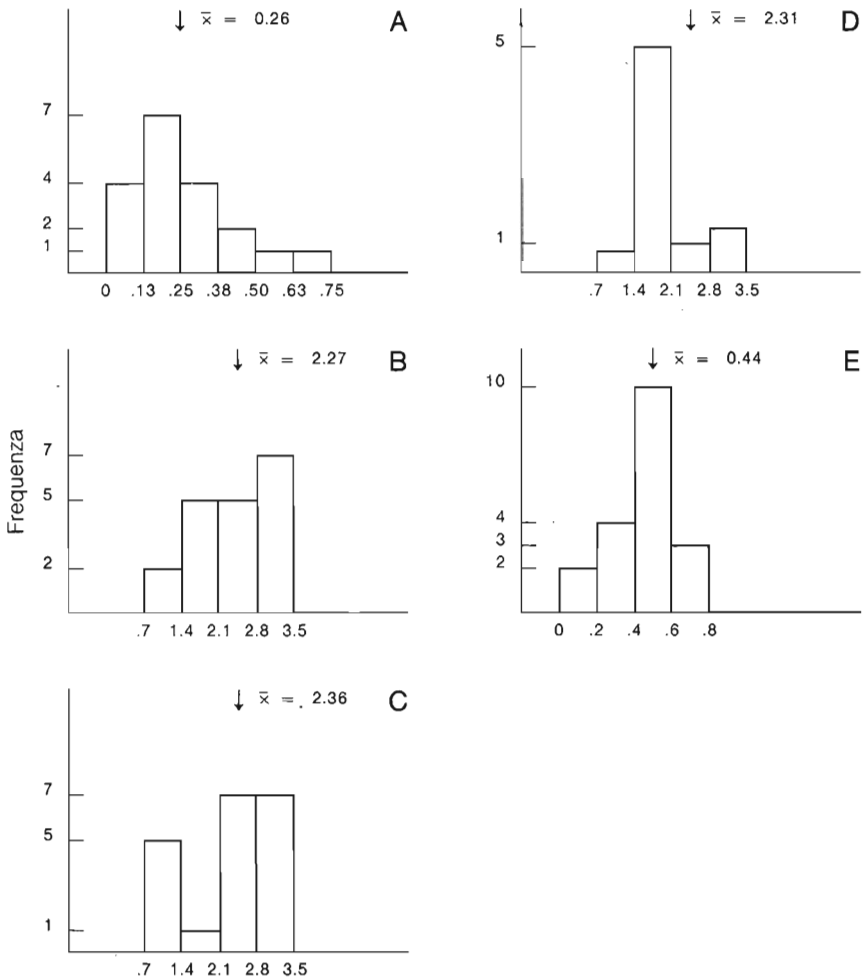 x̄ = 0.26
A
7
4
2
1
0 .13 .25 .38 .50 .63 .75
x̄ = 2.27
B
Frequenza
7
5
2
.7 1.4 2.1 2.8 3.5
x̄ = 2.36
C
7
5
1
.7 1.4 2.1 2.8 3.5
x̄ = 2.31
D
5
1
.7 1.4 2.1 2.8 3.5
x̄ = 0.44
E
10
4
3
2
0 .2 .4 .6 .8